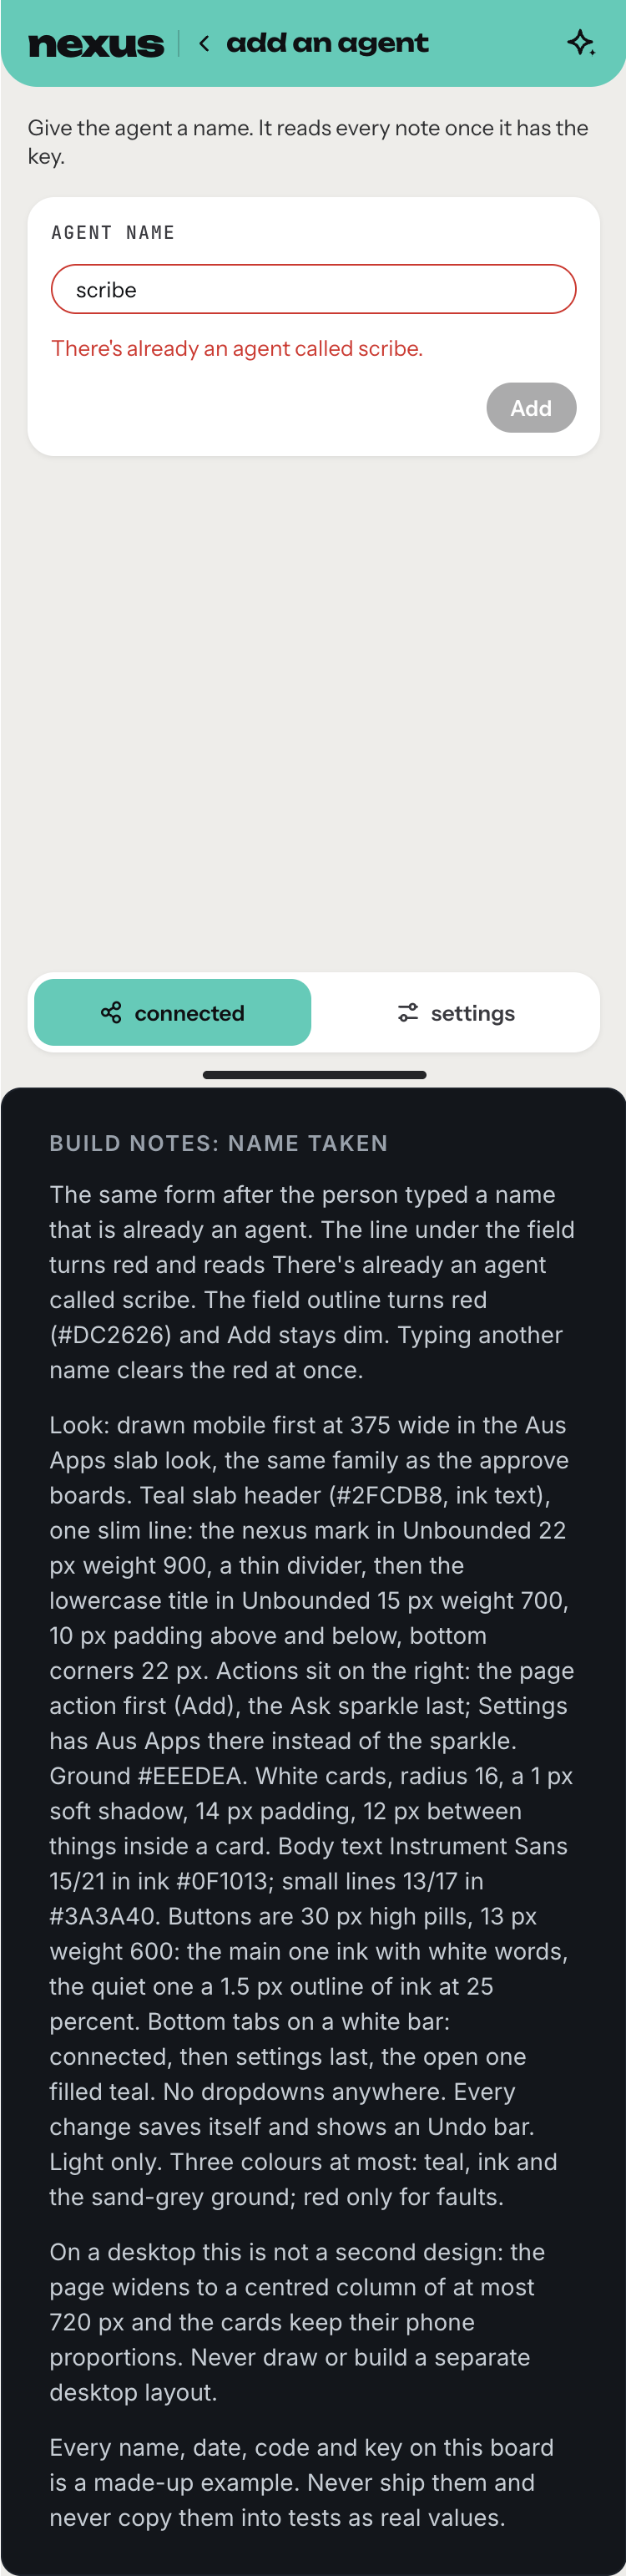 nexus
add an agent
Give the agent a name. It reads every note once it has the
key.
AGENT NAME
scribe
There's already an agent called scribe.
Add
connected
settings
BUILD NOTES: NAME TAKEN
The same form after the person typed a name
that is already an agent. The line under the field
turns red and reads There's already an agent
called scribe. The field outline turns red
(#DC2626) and Add stays dim. Typing another
name clears the red at once.
Look: drawn mobile first at 375 wide in the Aus
Apps slab look, the same family as the approve
boards. Teal slab header (#2FCDB8, ink text),
one slim line: the nexus mark in Unbounded 22
px weight 900, a thin divider, then the
lowercase title in Unbounded 15 px weight 700,
10 px padding above and below, bottom
corners 22 px. Actions sit on the right: the page
action first (Add), the Ask sparkle last; Settings
has Aus Apps there instead of the sparkle.
Ground #EEEDEA. White cards, radius 16, a 1 px
soft shadow, 14 px padding, 12 px between
things inside a card. Body text Instrument Sans
15/21 in ink #0F1013; small lines 13/17 in
#3A3A40. Buttons are 30 px high pills, 13 px
weight 600: the main one ink with white words,
the quiet one a 1.5 px outline of ink at 25
percent. Bottom tabs on a white bar:
connected, then settings last, the open one
filled teal. No dropdowns anywhere. Every
change saves itself and shows an Undo bar.
Light only. Three colours at most: teal, ink and
the sand-grey ground; red only for faults.
On a desktop this is not a second design: the
page widens to a centred column of at most
720 px and the cards keep their phone
proportions. Never draw or build a separate
desktop layout.
Every name, date, code and key on this board
is a made-up example. Never ship them and
never copy them into tests as real values.